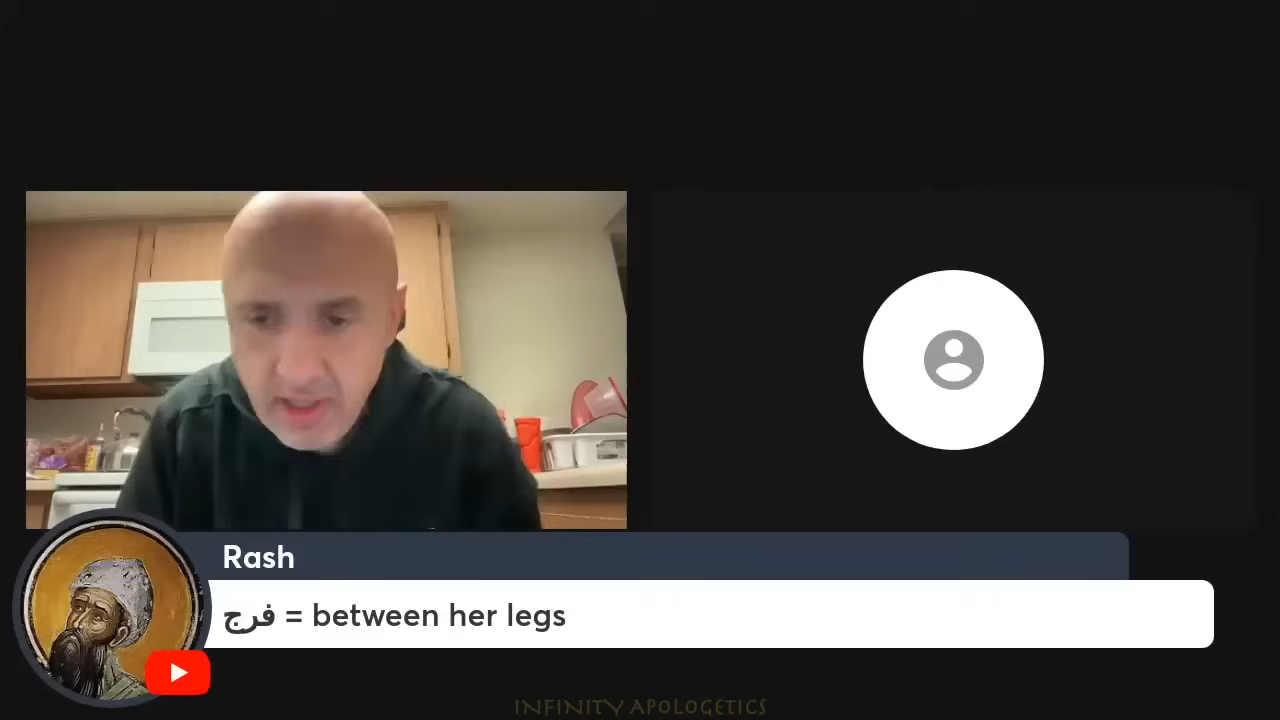 Rash
فرج = between her legs
INFINITY APOLOGETICS